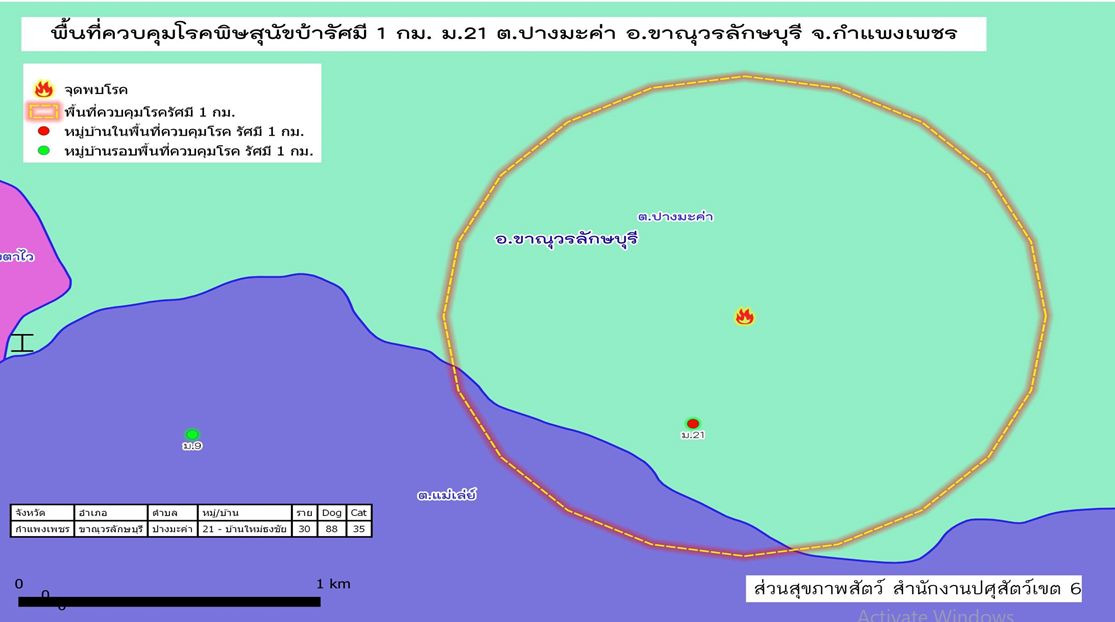 พื้นที่ควบคุมโรคพิษสุนัขบ้ารัศมี 1 กม. ม.21 ต.ปางมะค่า อ.ขาณุวรลักษบุรี จ.กำแพงเพชร
จุดพบโรค
พื้นที่ควบคุมโรครัศมี 1 กม.
หมู่บ้านในพื้นที่ควบคุมโรค รัศมี 1 กม.
หมู่บ้านรอบพื้นที่ควบคุมโรค รัศมี 1 กม.
ต.ปางมะค่า
อ.ขาณุวรลักษบุรี
ม.21
ม.9
ต.แม่เล่ย์
จังหวัด อำเภอ ตำบล หมู่/บ้าน ราย Dog Cat
กำแพงเพชร ขาณุวรลักษบุรี ปางมะค่า 21 - บ้านใหม่ธงชัย 30 88 35
0 1 km
0
ส่วนสุขภาพสัตว์ สำนักงานปศุสัตว์เขต 6
Activate Windows